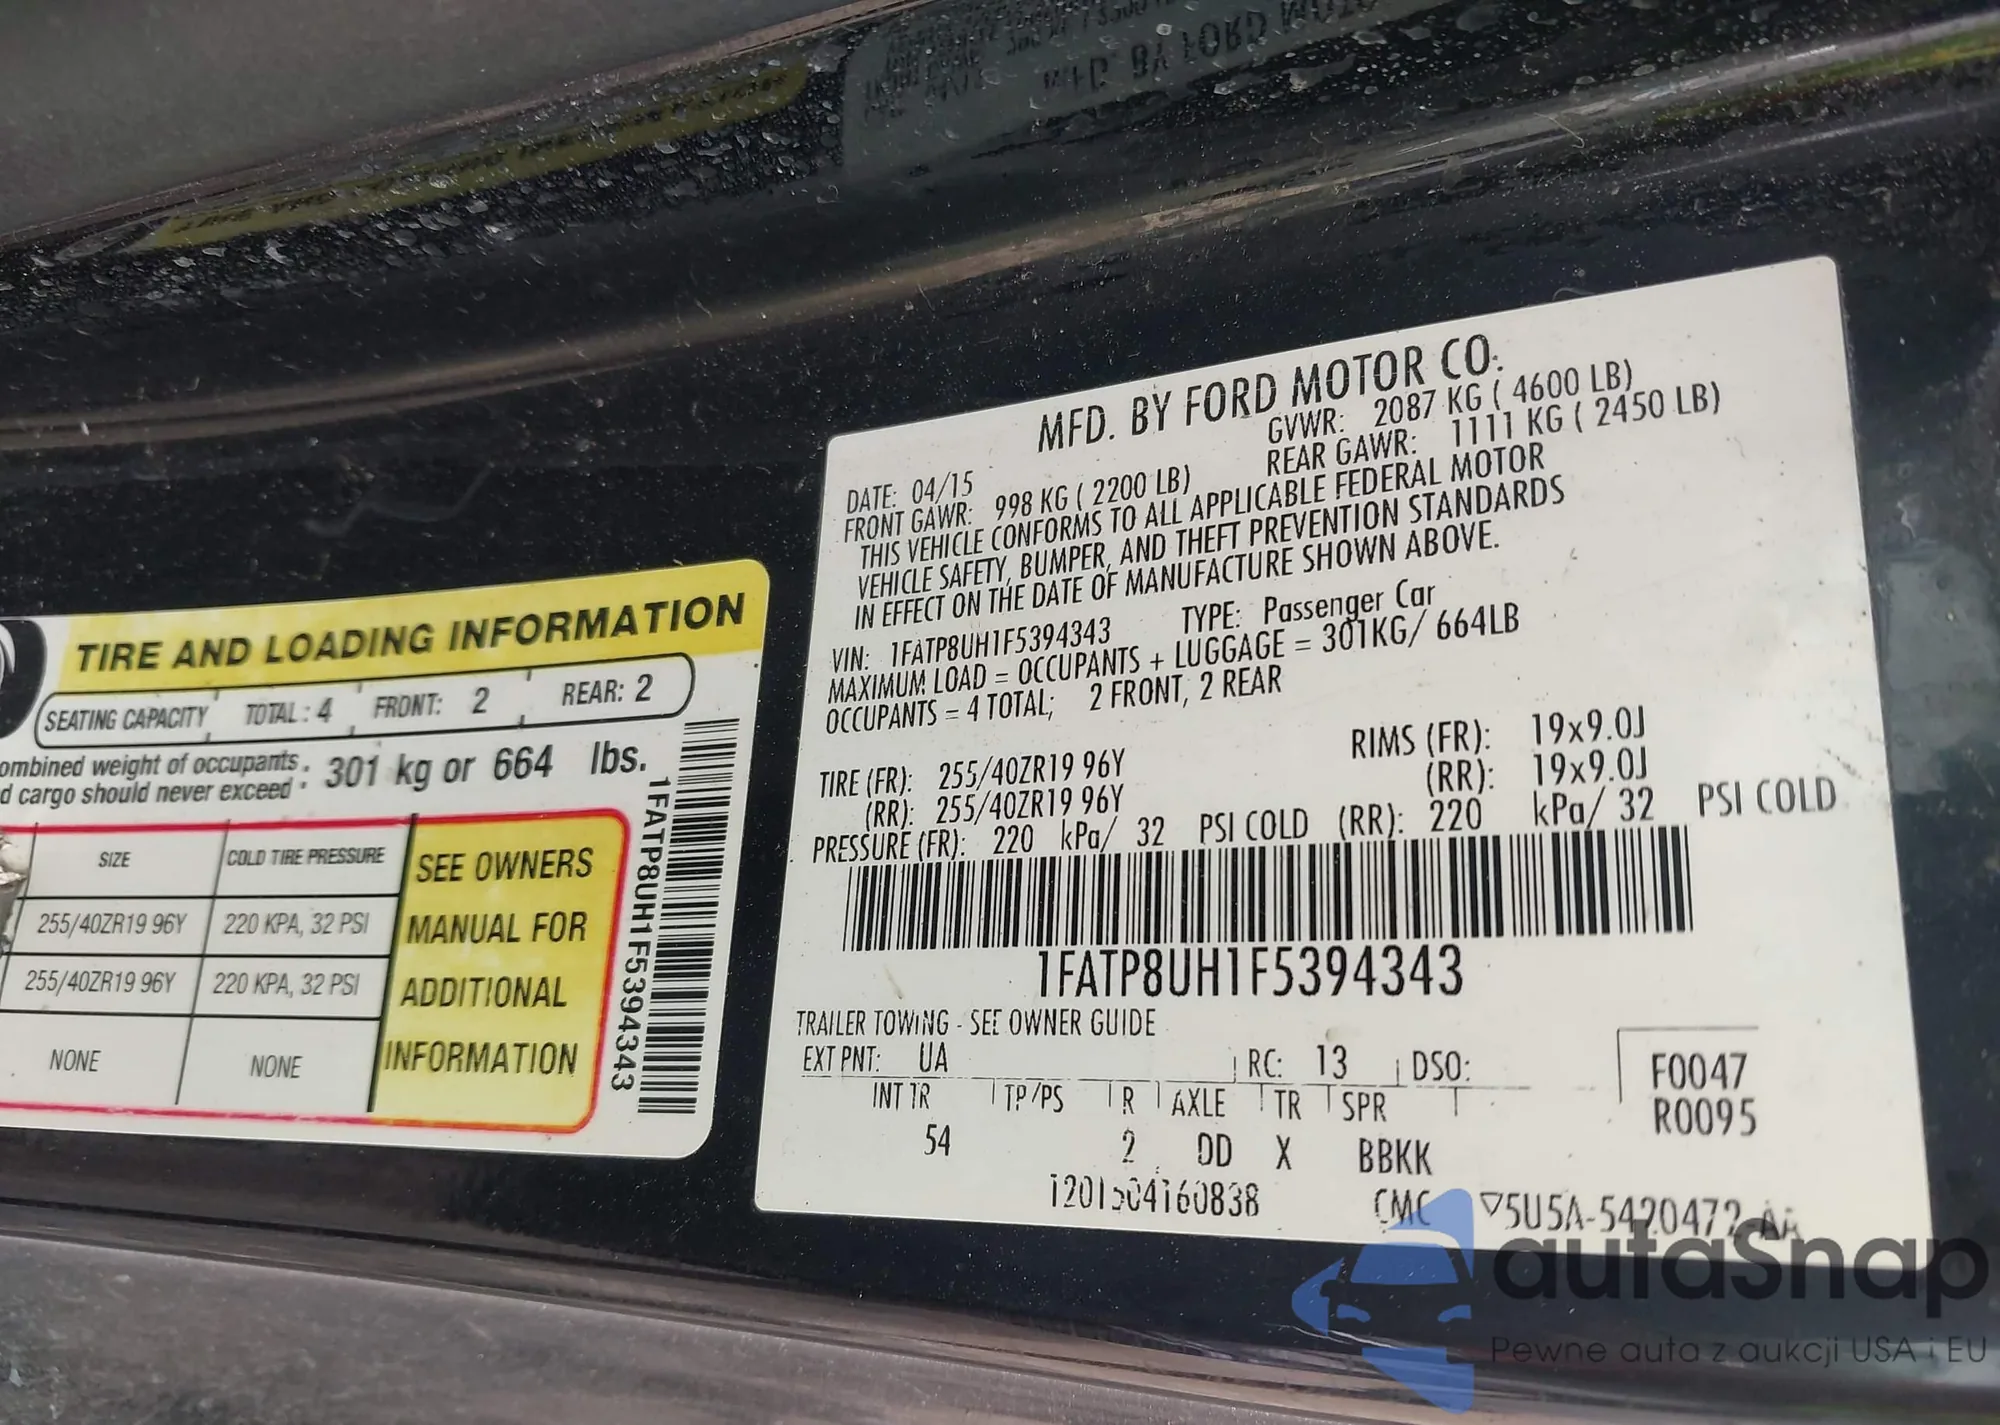 TIRE AND LOADING INFORMATION
SEATING CAPACITY TOTAL: 4 FRONT: 2 REAR: 2
ombined weight of occupants
d cargo should never exceed : 301 kg or 664 lbs.
SIZE COLD TIRE PRESSURE
255/40ZR19 96Y 220 KPA, 32 PSI
255/40ZR19 96Y 220 KPA, 32 PSI
NONE NONE
SEE OWNERS
MANUAL FOR
ADDITIONAL
INFORMATION
1FATP8UH1F5394343
MFD. BY FORD MOTOR CO.
DATE: 04/15 GVWR: 2087 KG ( 4600 LB)
FRONT GAWR: 998 KG ( 2200 LB) REAR GAWR: 1111 KG ( 2450 LB)
THIS VEHICLE CONFORMS TO ALL APPLICABLE FEDERAL MOTOR
VEHICLE SAFETY, BUMPER, AND THEFT PREVENTION STANDARDS
IN EFFECT ON THE DATE OF MANUFACTURE SHOWN ABOVE.
VIN: 1FATP8UH1F5394343 TYPE: Passenger Car
MAXIMUM LOAD = OCCUPANTS + LUGGAGE = 301KG/ 664LB
OCCUPANTS = 4 TOTAL; 2 FRONT, 2 REAR
TIRE (FR): 255/40ZR19 96Y RIMS (FR): 19x9.0J
(RR): 255/40ZR19 96Y (RR): 19x9.0J
PRESSURE (FR): 220 kPa/ 32 PSI COLD (RR): 220 kPa/ 32 PSI COLD
1FATP8UH1F5394343
TRAILER TOWING - SEE OWNER GUIDE
EXT PNT: UA RC: 13 DSO:
INT TR TP/PS R AXLE TR SPR
54 2 DD X BBKK
F0047
R0095
1201504160838 CMC ▽5U5A-5420472-AA
autaSnap
Pewne auta z aukcji USA i EU